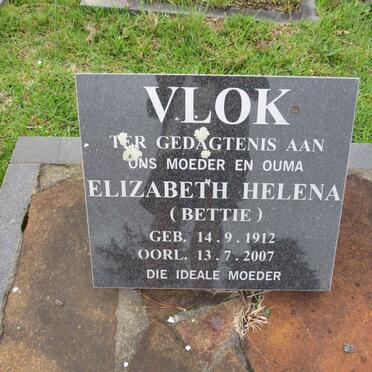 VLOK
TER GEDAGTENIS AAN
ONS MOEDER EN OUMA
ELIZABETH HELENA
( BETTIE )
GEB. 14 . 9 . 1912
OORL. 13 . 7 . 2007
DIE IDEALE MOEDER